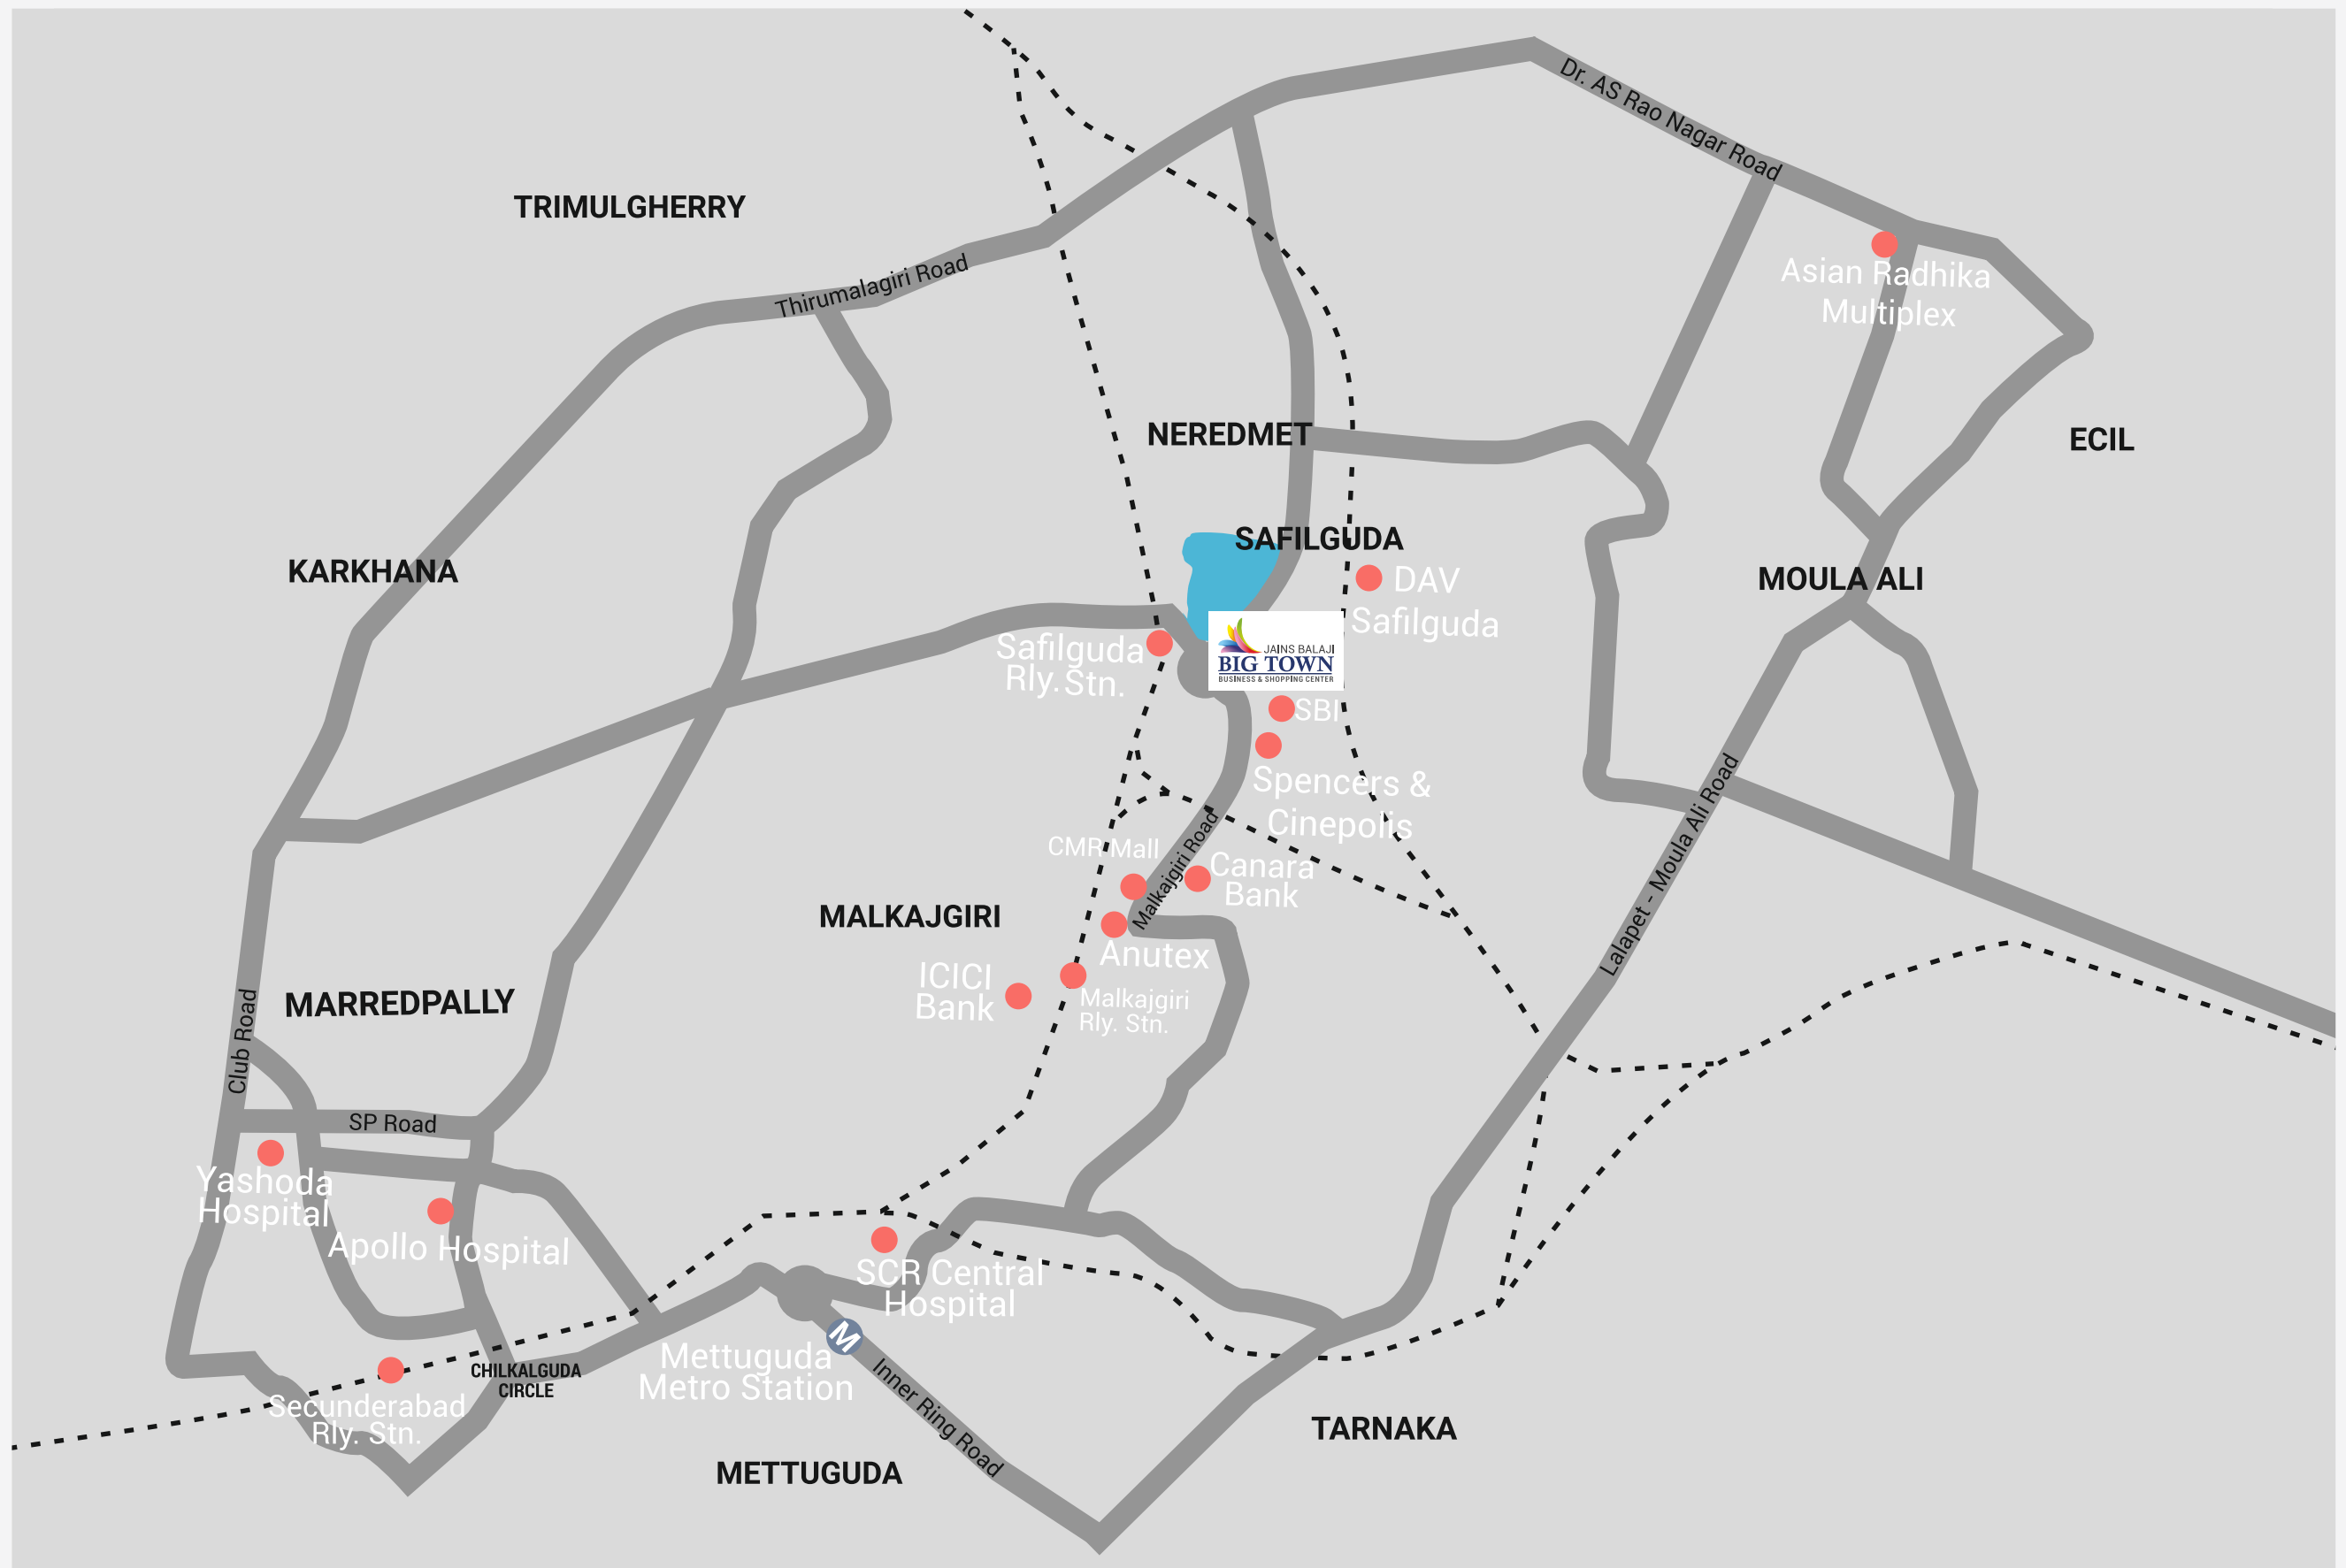 Dr. AS Rao Nagar Road
TRIMULGHERRY
Thirumalagiri Road
Asian Radhika
Multiplex
NEREDMET
ECIL
SAFILGUDA
KARKHANA
DAV
Safilguda
MOULA ALI
Safilguda
Rly. Stn.
JAINS BALAJI
BIG TOWN
BUSINESS & SHOPPING CENTER
SBI
Spencers &
Cinepolis
CMR Mall
Malkajgiri Road
Canara
Bank
Lalapet - Moula Ali Road
MALKAJGIRI
Anutex
ICICI
Bank
Malkajgiri
Rly. Stn.
MARREDPALLY
Club Road
SP Road
Yashoda
Hospital
Apollo Hospital
SCR Central
Hospital
M
Mettuguda
Metro Station
CHILKALGUDA
CIRCLE
Secunderabad
Rly. Stn.
Inner Ring Road
TARNAKA
METTUGUDA